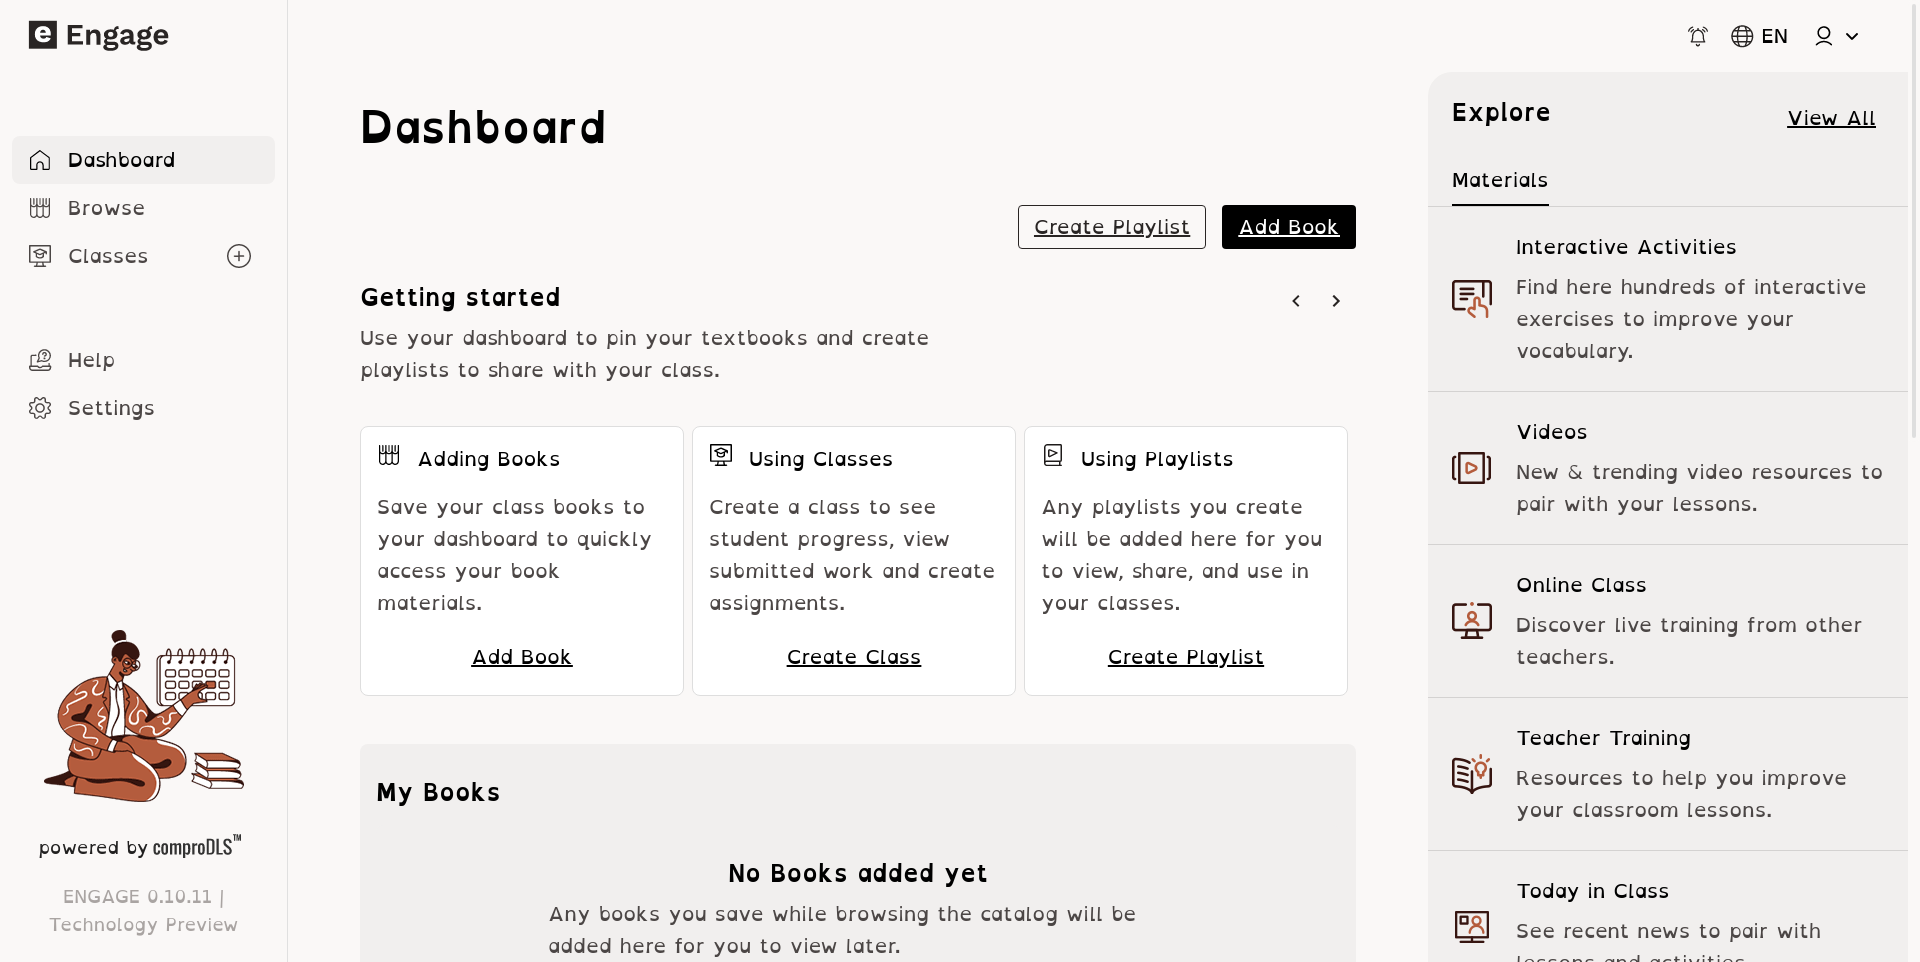 Engage
EN
Dashboard
Browse
Classes
Help
Settings
powered by comproDLS™
ENGAGE 0.10.11 |
Technology Preview
Dashboard
Create Playlist
Add Book
Getting started
Use your dashboard to pin your textbooks and create
playlists to share with your class.
Adding Books
Save your class books to
your dashboard to quickly
access your book
materials.
Add Book
Using Classes
Create a class to see
student progress, view
submitted work and create
assignments.
Create Class
Using Playlists
Any playlists you create
will be added here for you
to view, share, and use in
your classes.
Create Playlist
My Books
No Books added yet
Any books you save while browsing the catalog will be
added here for you to view later.
Explore
View All
Materials
Interactive Activities
Find here hundreds of interactive
exercises to improve your
vocabulary.
Videos
New & trending video resources to
pair with your lessons.
Online Class
Discover live training from other
teachers.
Teacher Training
Resources to help you improve
your classroom lessons.
Today in Class
See recent news to pair with
lessons and activities.